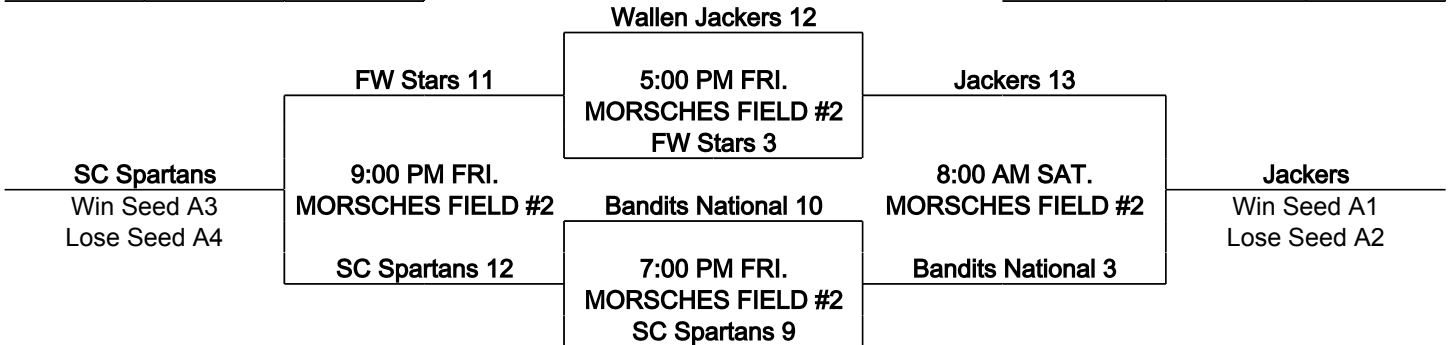 Wallen Jackers 12
FW Stars 11
5:00 PM FRI.
Jackers 13
MORSCHES FIELD #2
FW Stars 3
SC Spartans
9:00 PM FRI.
8:00 AM SAT.
Jackers
Win Seed A3
MORSCHES FIELD #2
Bandits National 10
MORSCHES FIELD #2
Win Seed A1
Lose Seed A4
Lose Seed A2
SC Spartans 12
7:00 PM FRI.
Bandits National 3
MORSCHES FIELD #2
SC Spartans 9